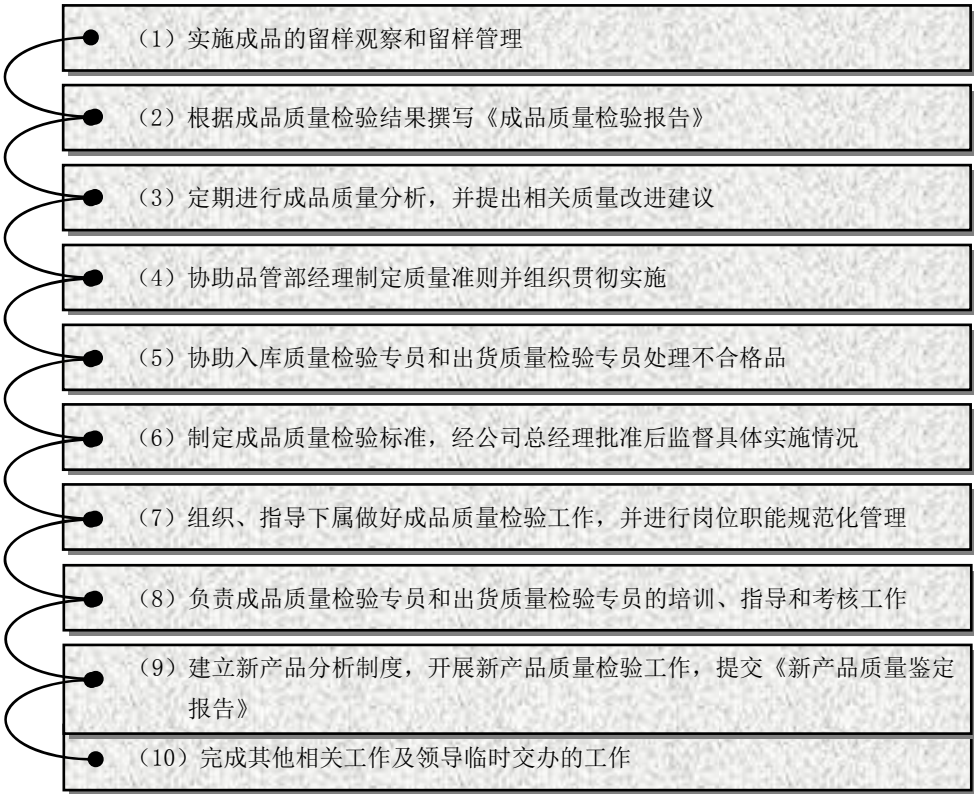 （1）实施成品的留样观察和留样管理
（2）根据成品质量检验结果撰写《成品质量检验报告》
（3）定期进行成品质量分析，并提出相关质量改进建议
（4）协助品管部经理制定质量准则并组织贯彻实施
（5）协助入库质量检验专员和出货质量检验专员处理不合格品
（6）制定成品质量检验标准，经公司总经理批准后监督具体实施情况
（7）组织、指导下属做好成品质量检验工作，并进行岗位职能规范化管理
（8）负责成品质量检验专员和出货质量检验专员的培训、指导和考核工作
（9）建立新产品分析制度，开展新产品质量检验工作，提交《新产品质量鉴定
报告》
（10）完成其他相关工作及领导临时交办的工作